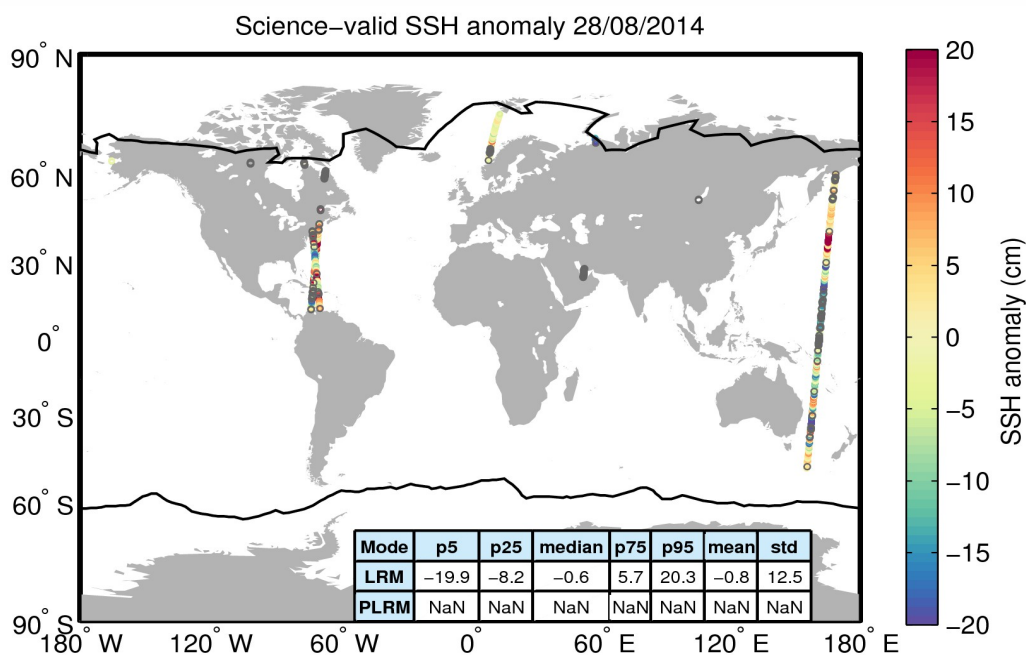 Science−valid SSH anomaly 28/08/2014
90° N
60° N
30° N
0°
30° S
60° S
90° S
180° W
120° W
60° W
0°
60° E
120° E
180° E
Mode p5 p25 median p75 p95 mean std
LRM −19.9 −8.2 −0.6 5.7 20.3 −0.8 12.5
PLRM NaN NaN NaN NaN NaN NaN NaN
20
15
10
5
0
−5
−10
−15
−20
SSH anomaly (cm)